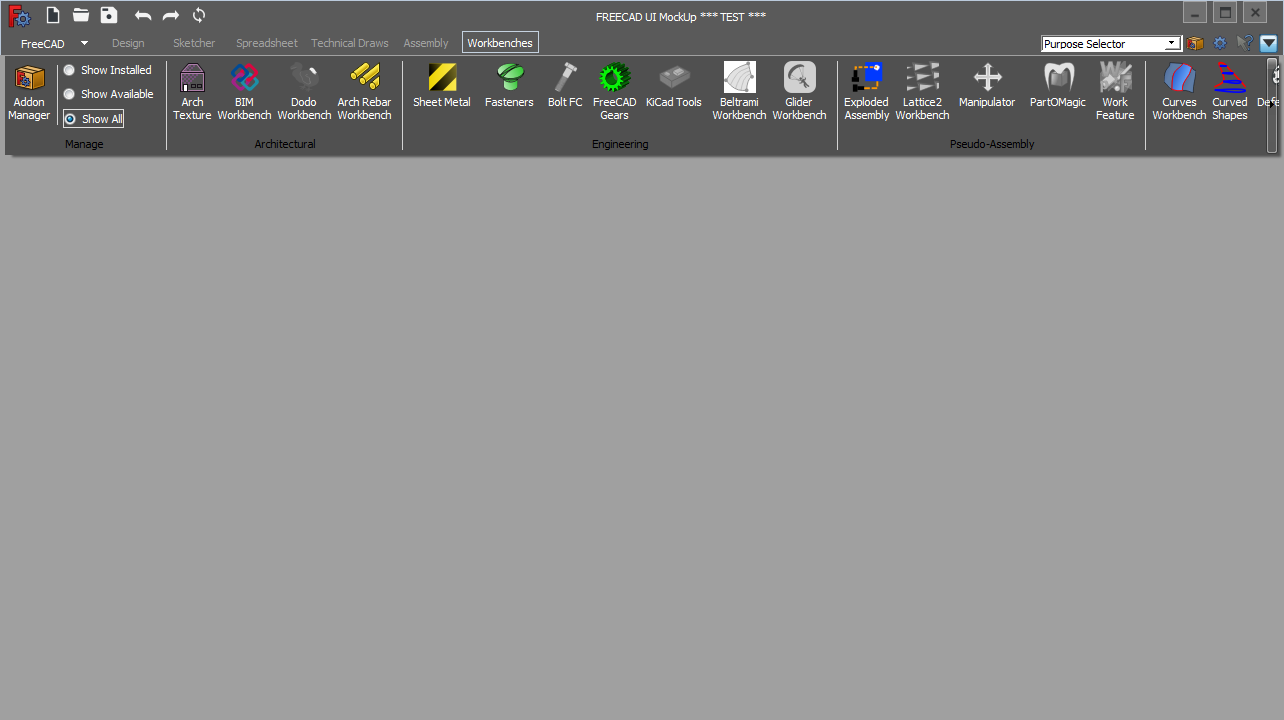 FREECAD UI MockUp *** TEST ***
FreeCAD
Design
Sketcher
Spreadsheet
Technical Draws
Assembly
Workbenches
Purpose Selector
Addon
Manager
Show Installed
Show Available
Show All
Manage
Arch
Texture
BIM
Workbench
Dodo
Workbench
Arch Rebar
Workbench
Architectural
Sheet Metal
Fasteners
Bolt FC
FreeCAD
Gears
KiCad Tools
Beltrami
Workbench
Glider
Workbench
Engineering
Exploded
Assembly
Lattice2
Workbench
Manipulator
PartOMagic
Work
Feature
Pseudo-Assembly
Curves
Workbench
Curved
Shapes